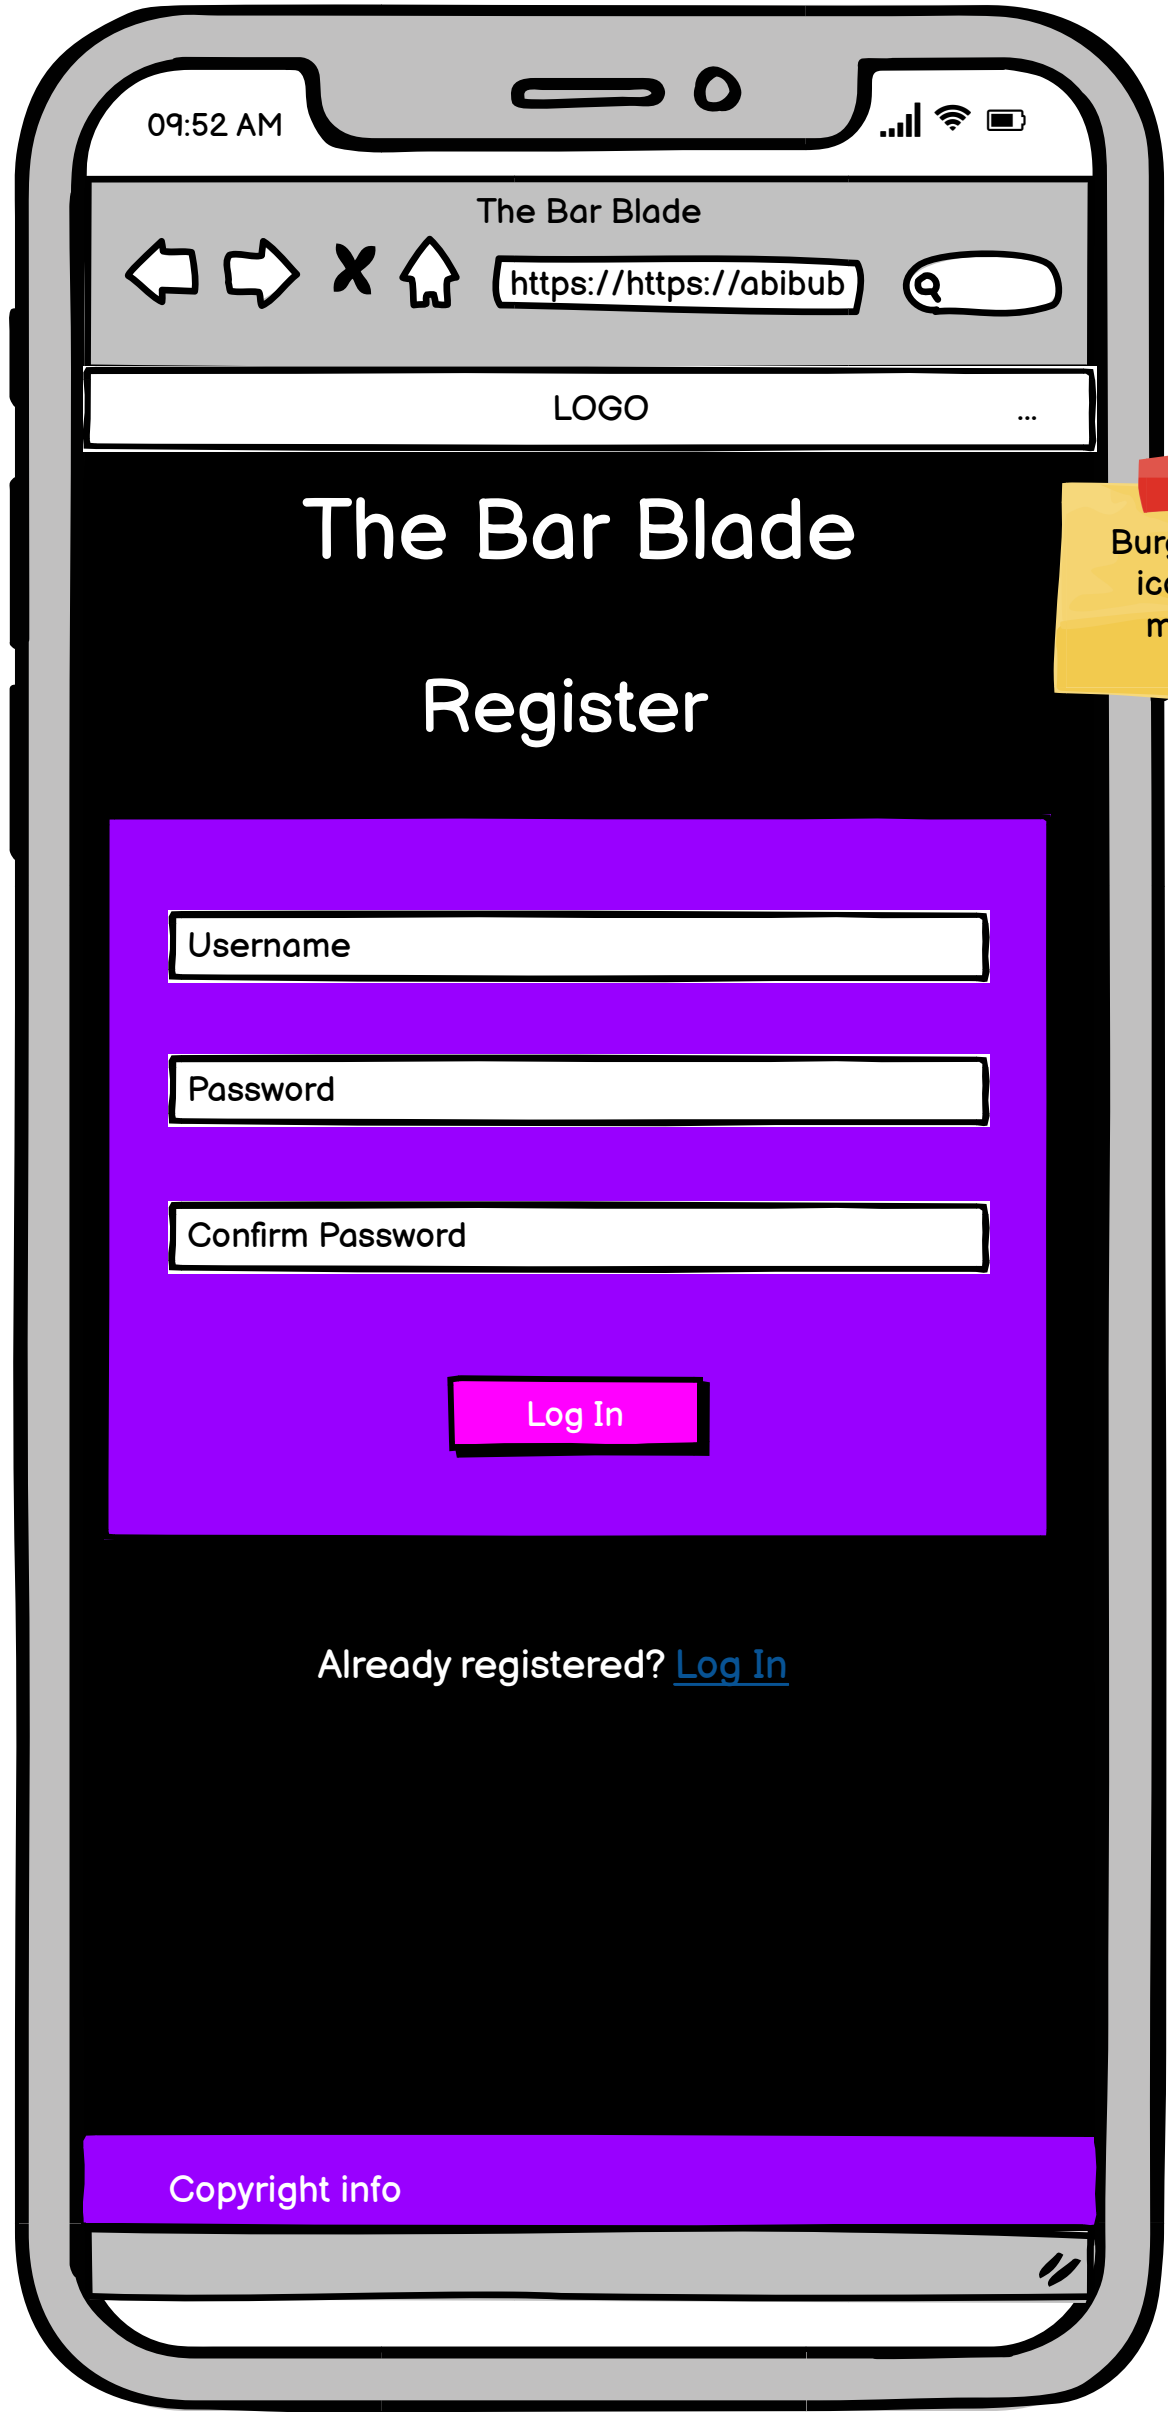 09:52 AM
The Bar Blade
https://https://abibub
LOGO
...
The Bar Blade
Register
Username
Password
Confirm Password
Log In
Already registered? Log In
Copyright info